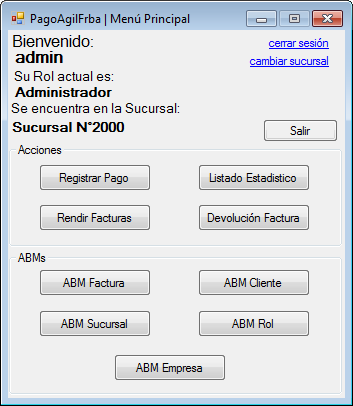 PagoAgilFrba | Menú Principal
Bienvenido:
cerrar sesión
admin
cambiar sucursal
Su Rol actual es:
Administrador
Se encuentra en la Sucursal:
Sucursal N°2000
Salir
Acciones
Registrar Pago
Listado Estadistico
Rendir Facturas
Devolución Factura
ABMs
ABM Factura
ABM Cliente
ABM Sucursal
ABM Rol
ABM Empresa